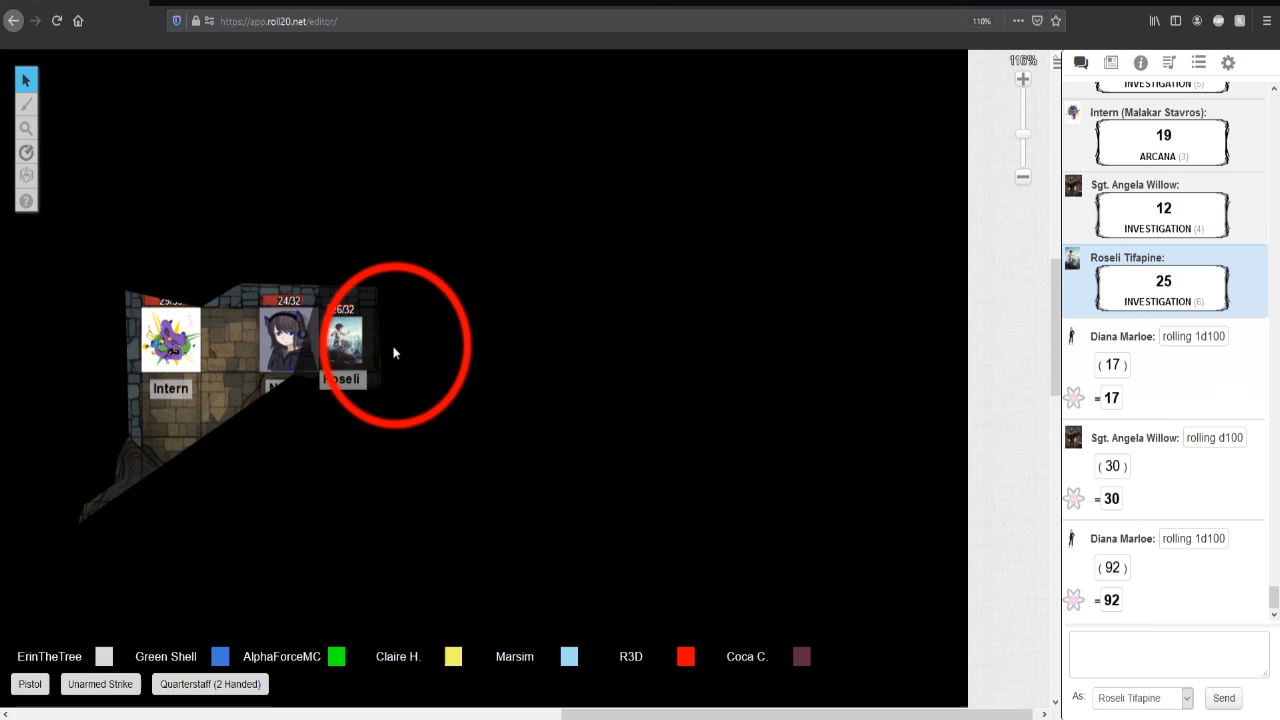 https://app.roll20.net/editor/
110%
116%
INVESTIGATION (5)
Intern (Malakar Stavros):
19
ARCANA (3)
Sgt. Angela Willow:
12
INVESTIGATION (4)
Roseli Tifapine:
25
INVESTIGATION (6)
Diana Marloe: rolling 1d100
( 17 )
= 17
Sgt. Angela Willow: rolling d100
( 30 )
= 30
Diana Marloe: rolling 1d100
( 92 )
= 92
24/32
26/32
Intern
N
Roseli
ErinTheTree Green Shell AlphaForceMC Claire H. Marsim R3D Coca C.
Pistol Unarmed Strike Quarterstaff (2 Handed)
As: Roseli Tifapine Send